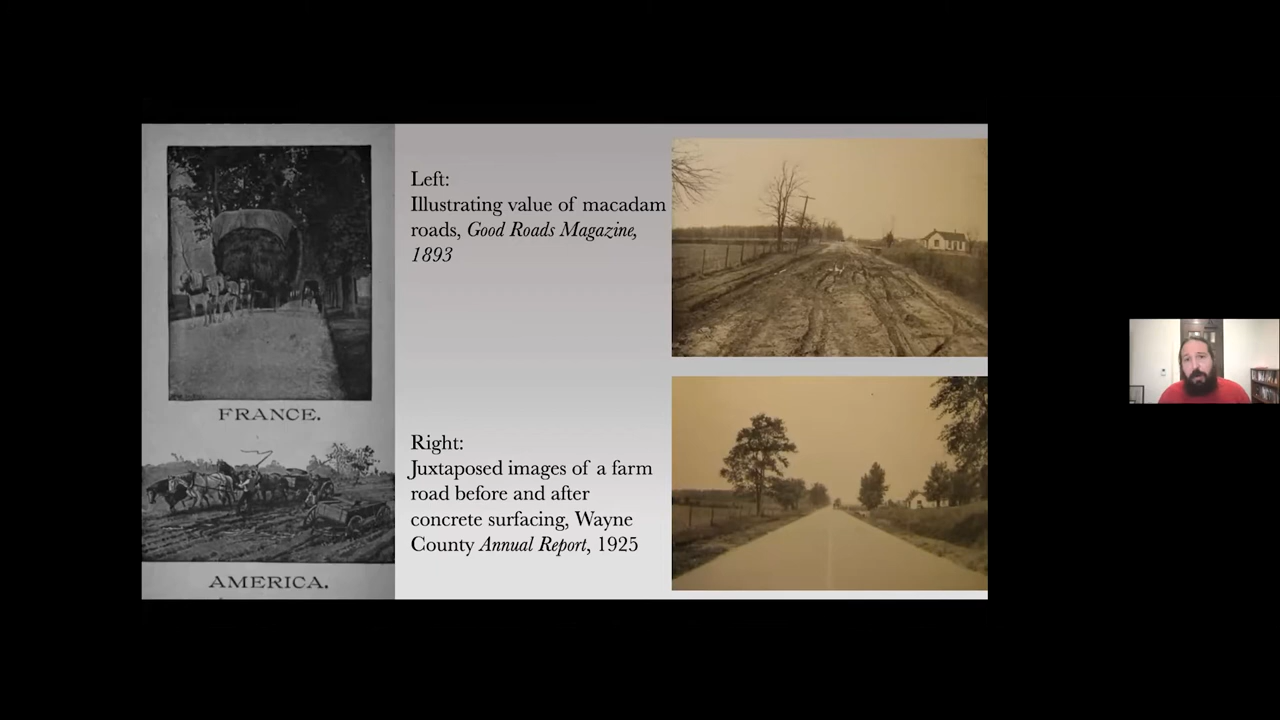 FRANCE.
AMERICA.
Left:
Illustrating value of macadam
roads, Good Roads Magazine,
1893
Right:
Juxtaposed images of a farm
road before and after
concrete surfacing, Wayne
County Annual Report, 1925